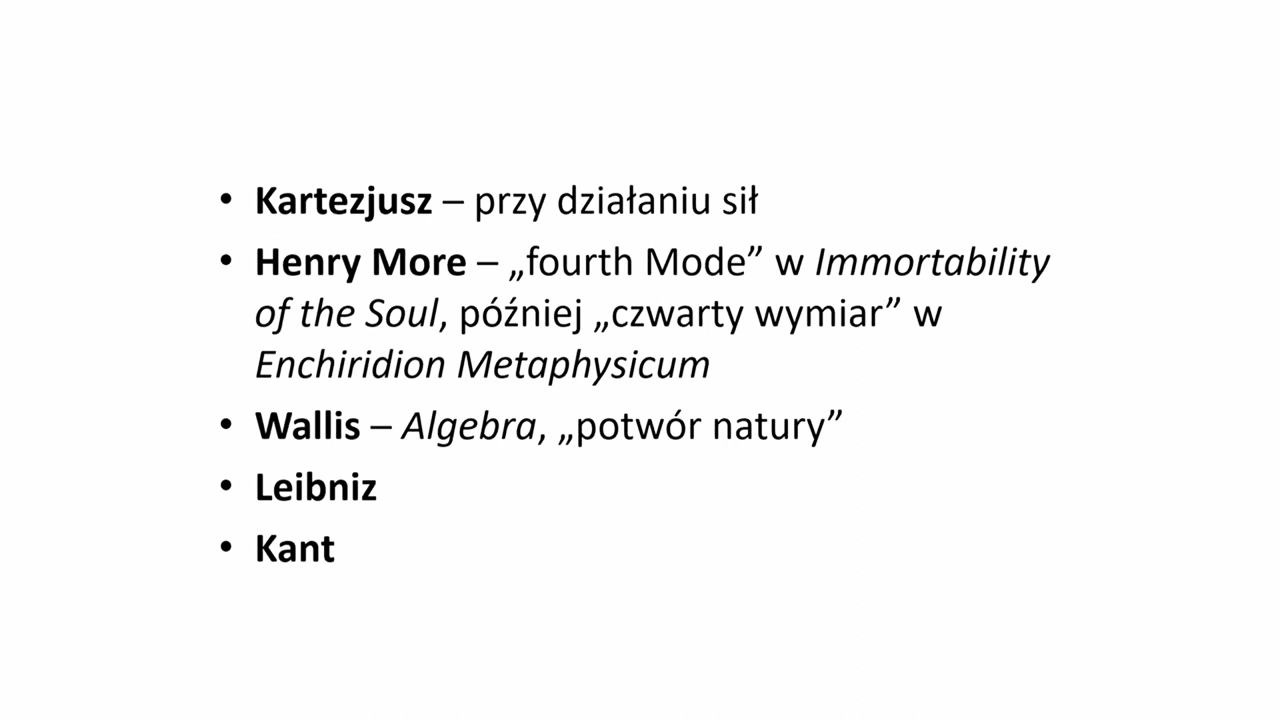 • Kartezjusz – przy działaniu sił
• Henry More – „fourth Mode” w Immortability
of the Soul, później „czwarty wymiar” w
Enchiridion Metaphysicum
• Wallis – Algebra, „potwór natury”
• Leibniz
• Kant